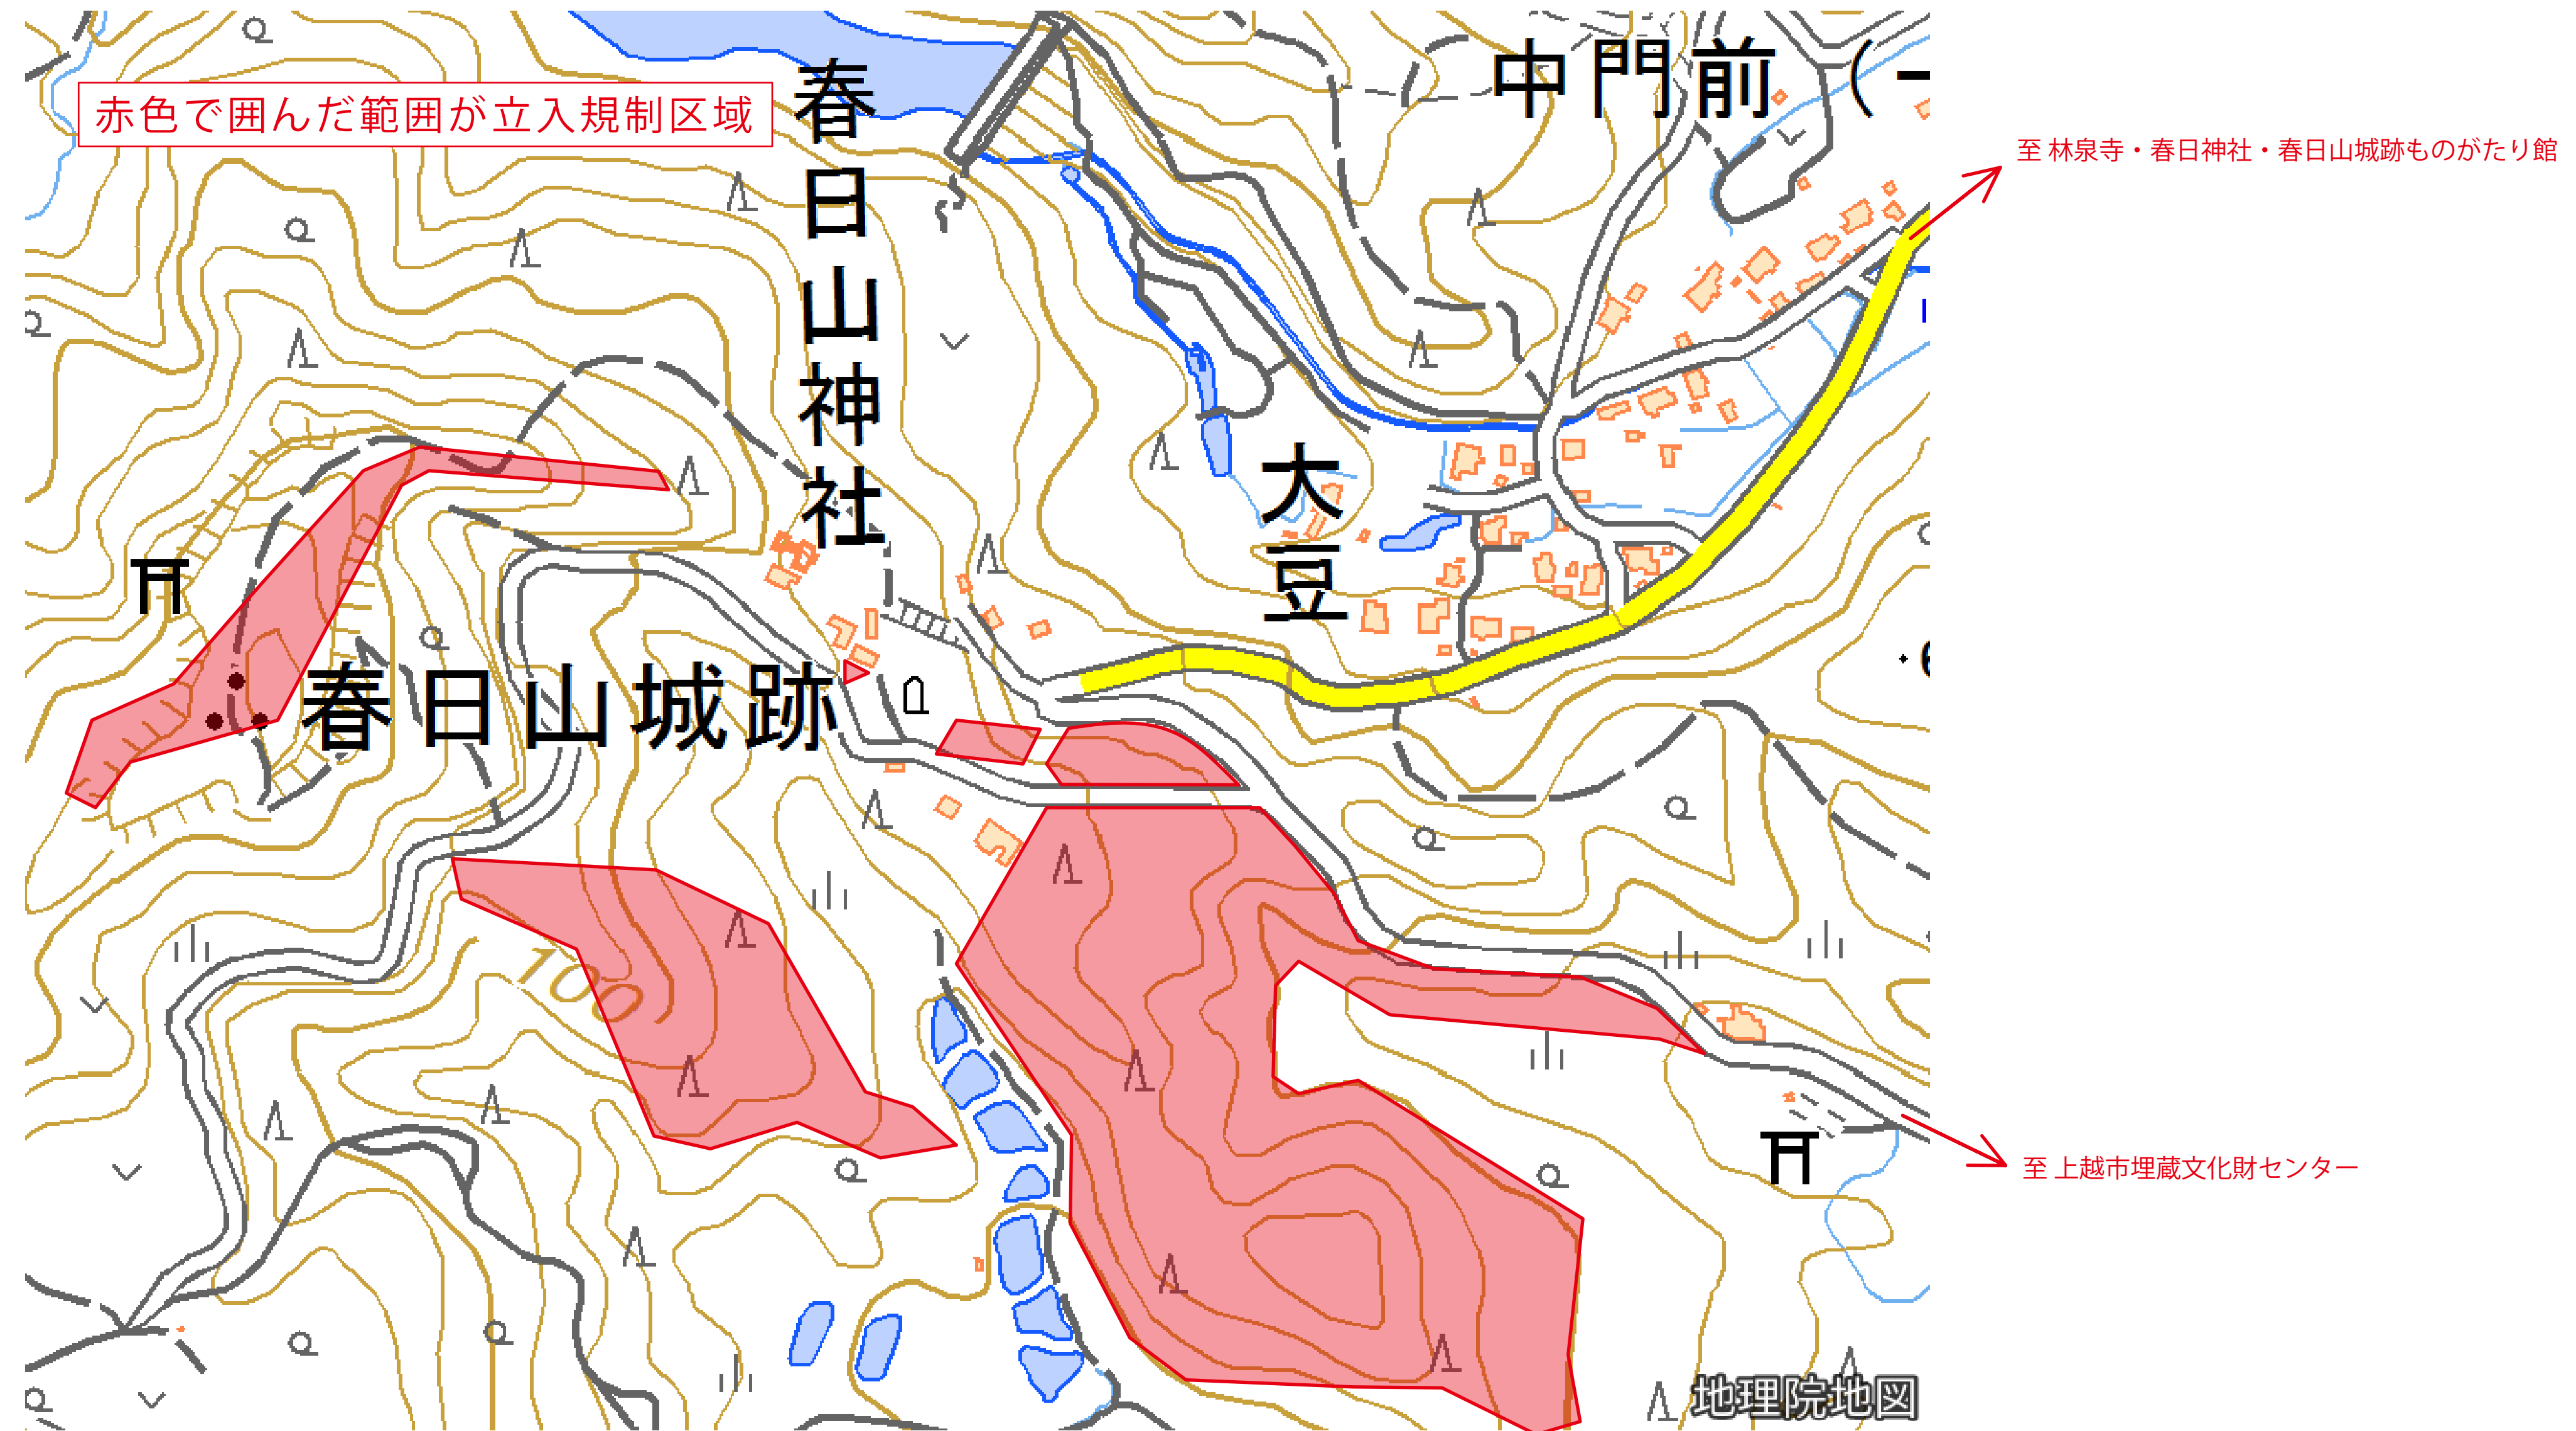 赤色で囲んだ範囲が立入規制区域
春日山神社
中門前（一
至 林泉寺・春日神社・春日山城跡ものがたり館
大豆
春日山城跡
100
至 上越市埋蔵文化財センター
地理院地図